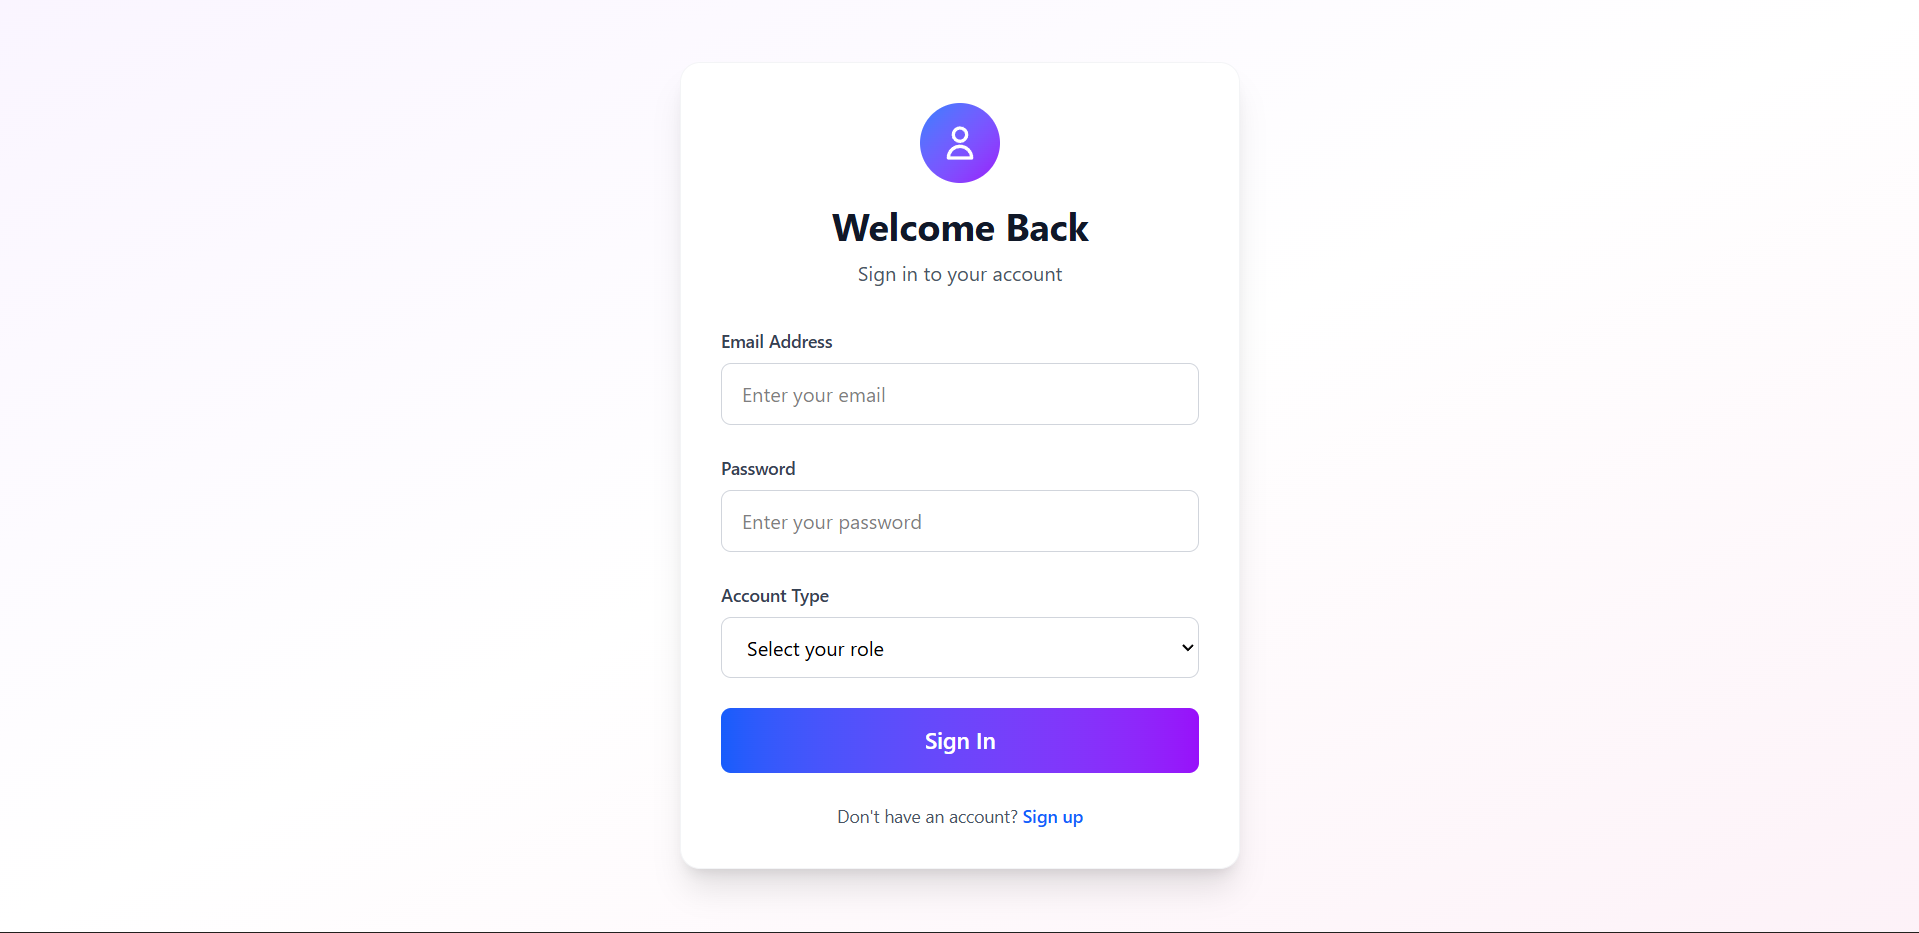 Welcome Back
Sign in to your account
Email Address
Enter your email
Password
Enter your password
Account Type
Select your role
Sign In
Don't have an account? Sign up